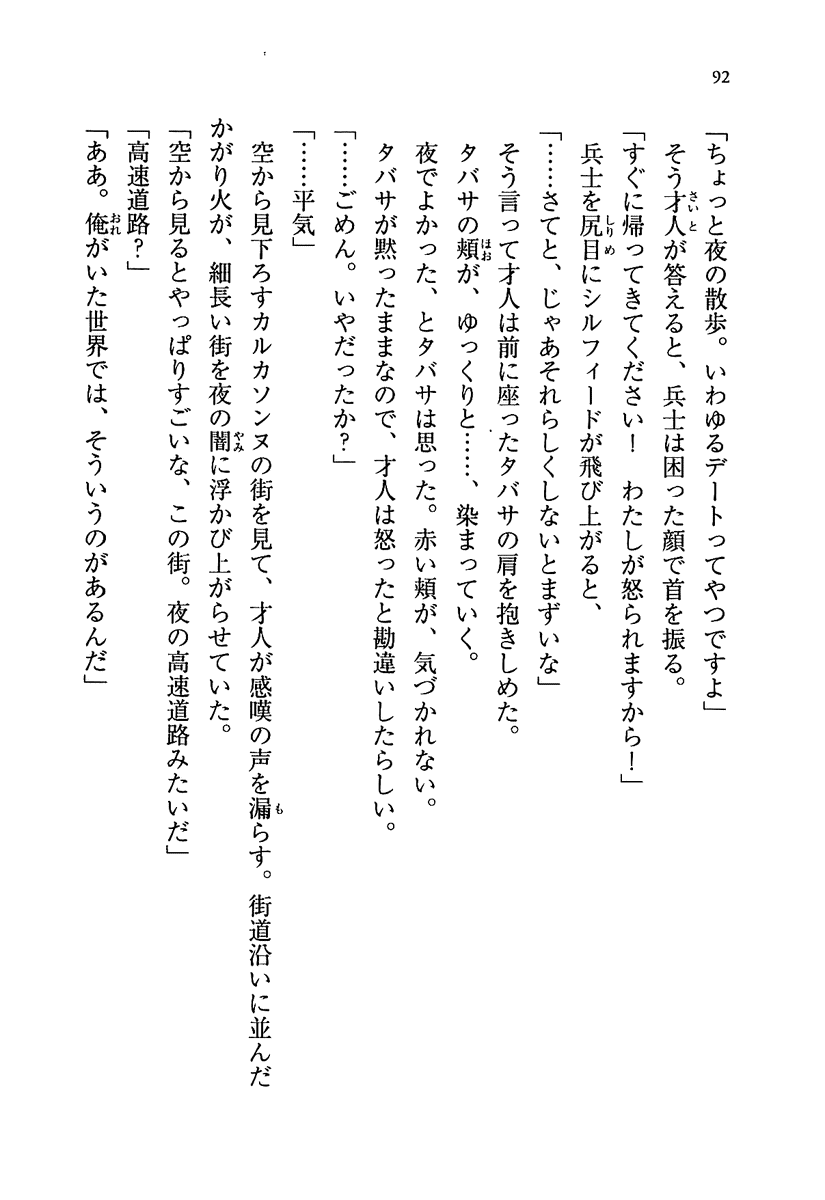 92
「ちょっと夜の散歩。いわゆるデートってやつですよ」
そう才人が答えると、兵士は困った顔で首を振る。
「すぐに帰ってきてください！　わたしが怒られますから！」
兵士を尻目にシルフィードが飛び上がると、
「……さてと、じゃあそれらしくしないとまずいな」
そう言って才人は前に座ったタバサの肩を抱きしめた。
タバサの頬が、ゆっくりと……、染まっていく。
夜でよかった、とタバサは思った。赤い頬が、気づかれない。
タバサが黙ったままなので、才人は怒ったと勘違いしたらしい。
「……ごめん。いやだったか？」
「……平気」
空から見下ろすカルカソンヌの街を見て、才人が感嘆の声を漏らす。街道沿いに並んだ
かがり火が、細長い街を夜の闇に浮かび上がらせていた。
「空から見るとやっぱりすごいな、この街。夜の高速道路みたいだ」
「高速道路？」
「ああ。俺がいた世界では、そういうのがあるんだ」